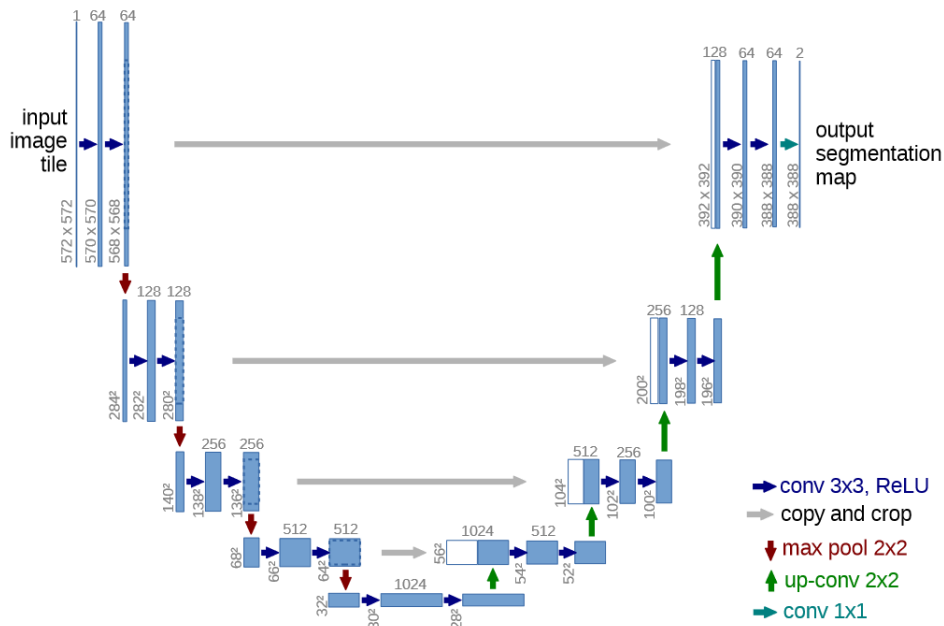 1 64 64
128 64 64 2
input
image
tile
output
segmentation
map
572 x 572
570 x 570
568 x 568
392 x 392
390 x 390
388 x 388
388 x 388
128 128
256 128
284²
282²
280²
200²
198²
196²
256 256
512 256
140²
138²
136²
104²
102²
100²
conv 3x3, ReLU
copy and crop
max pool 2x2
up-conv 2x2
conv 1x1
512 512
1024 512
68²
66²
64²
56²
54²
52²
1024
32²
30²
28²